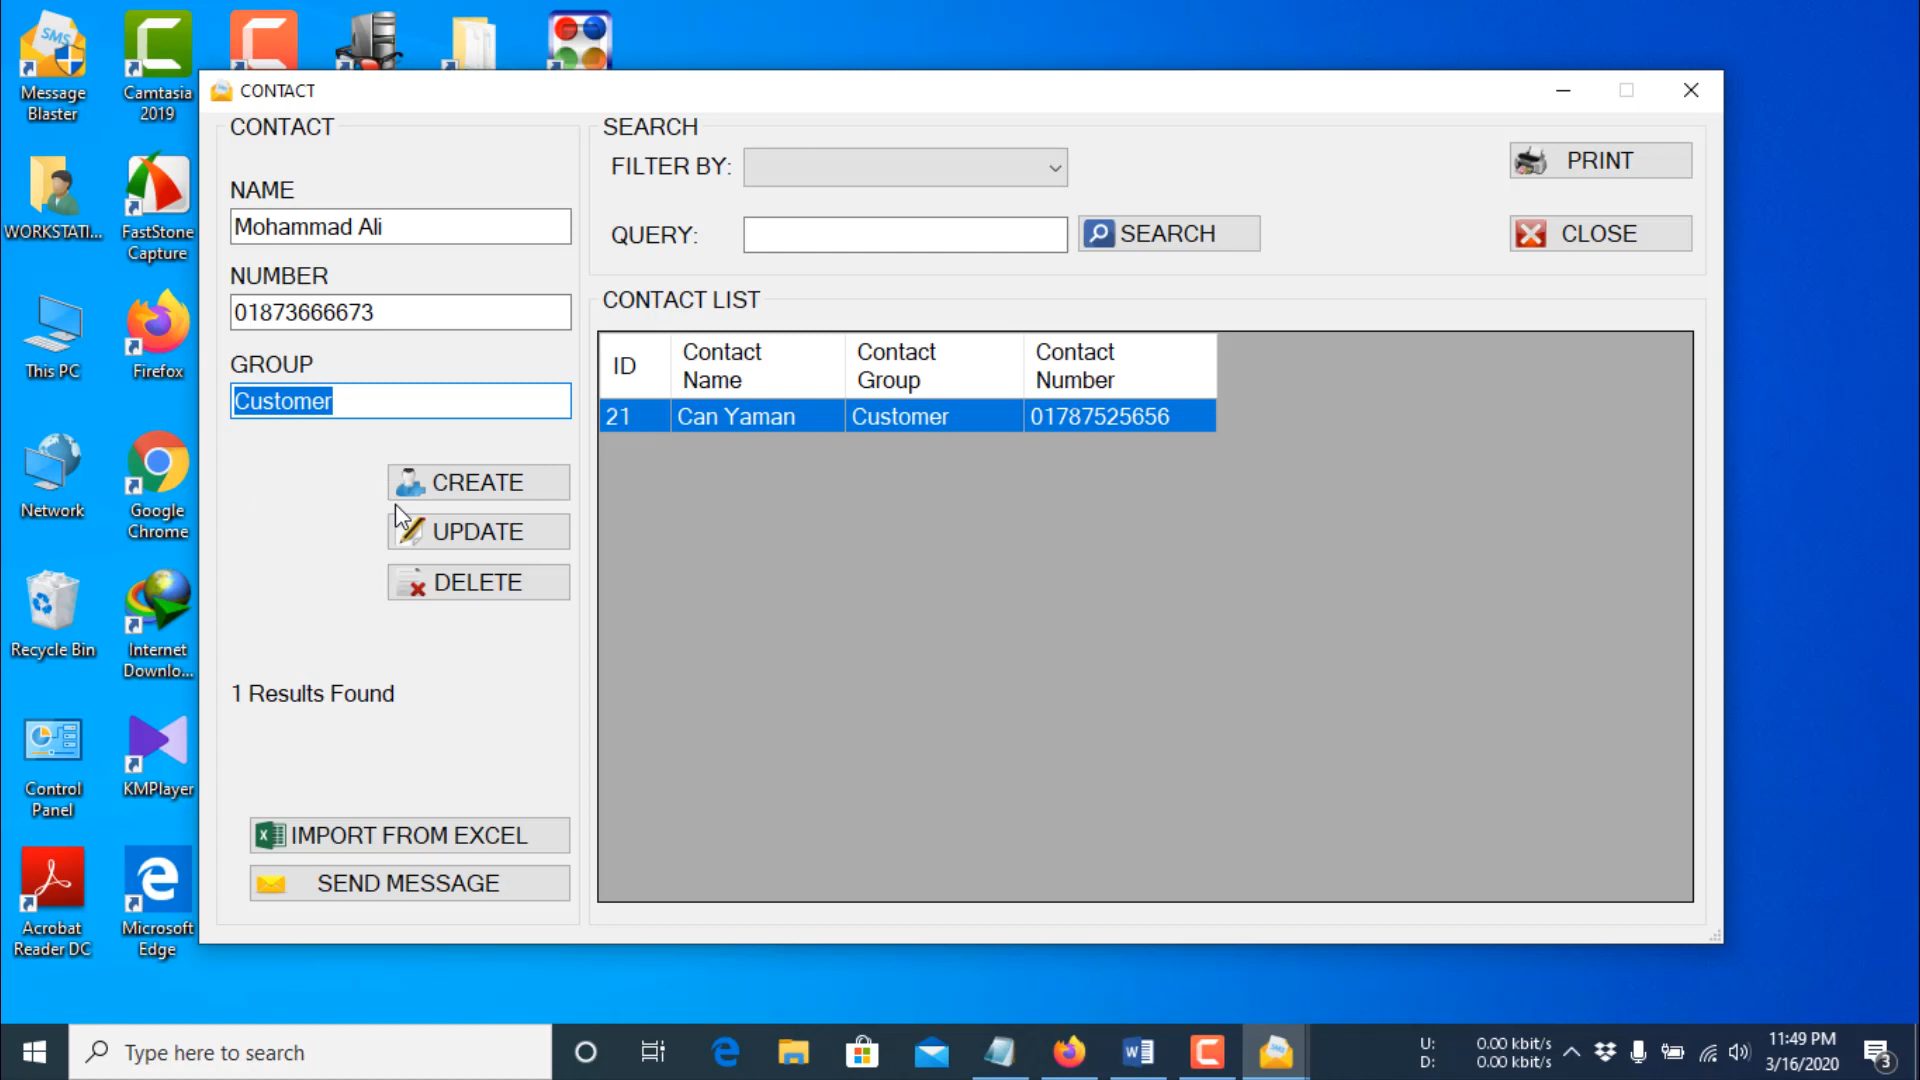 SMS
Message
Blaster
Camtasia
2019
WORKSTATI...
FastStone
Capture
This PC
Firefox
Network
Google
Chrome
Recycle Bin
Internet
Downlo...
Control
Panel
KMPlayer
Acrobat
Reader DC
Microsoft
Edge
CONTACT
CONTACT
NAME
Mohammad Ali
NUMBER
01873666673
GROUP
Customer
CREATE
UPDATE
DELETE
1 Results Found
IMPORT FROM EXCEL
SEND MESSAGE
SEARCH
FILTER BY:
QUERY:
SEARCH
PRINT
CLOSE
CONTACT LIST
ID Contact Name Contact Group Contact Number
21 Can Yaman Customer 01787525656
Type here to search
U: 0.00 kbit/s
D: 0.00 kbit/s
11:49 PM
3/16/2020
3